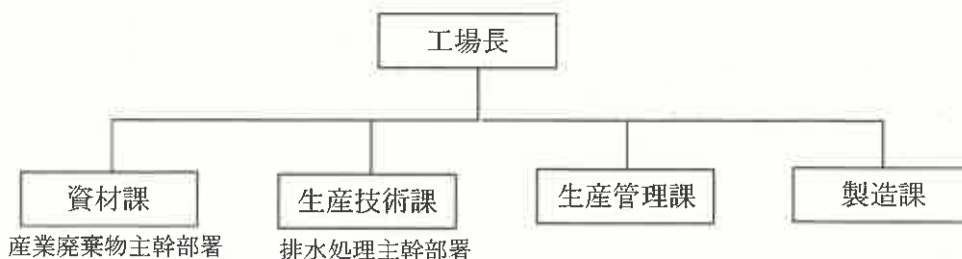 工場長
資材課
生産技術課
生産管理課
製造課
産業廃棄物主幹部署
排水処理主幹部署